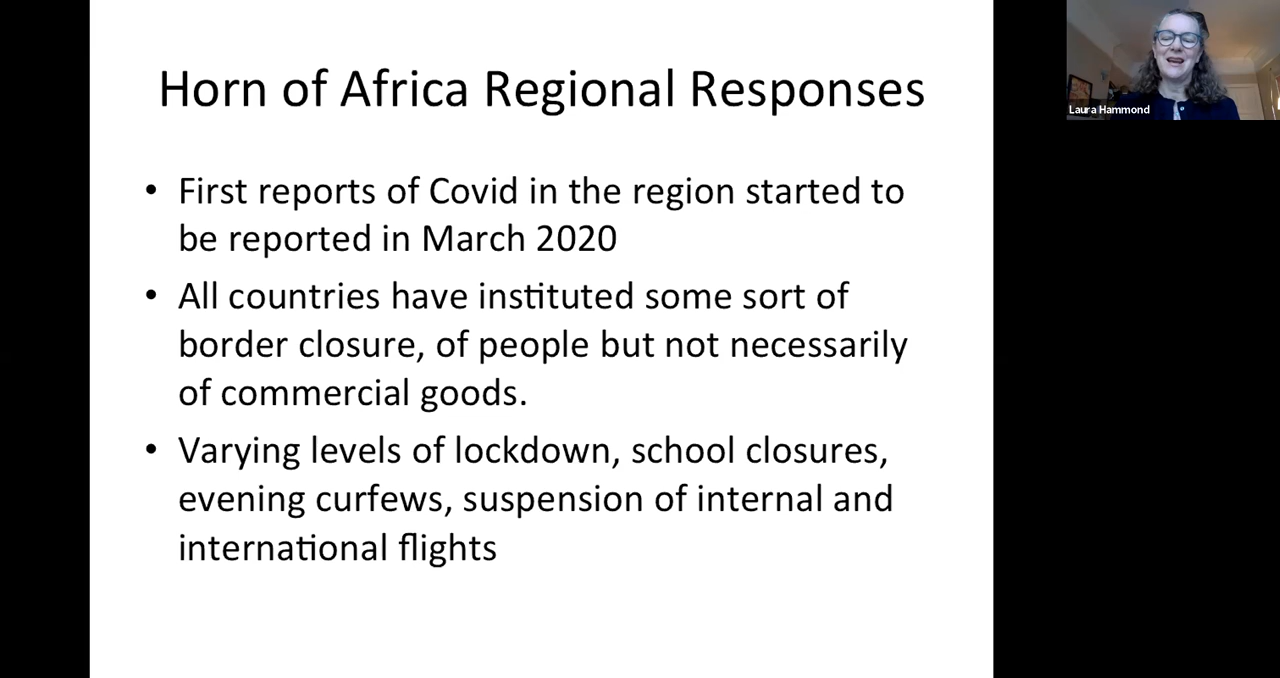 Horn of Africa Regional Responses
• First reports of Covid in the region started to
be reported in March 2020
• All countries have instituted some sort of
border closure, of people but not necessarily
of commercial goods.
• Varying levels of lockdown, school closures,
evening curfews, suspension of internal and
international flights
Laura Hammond